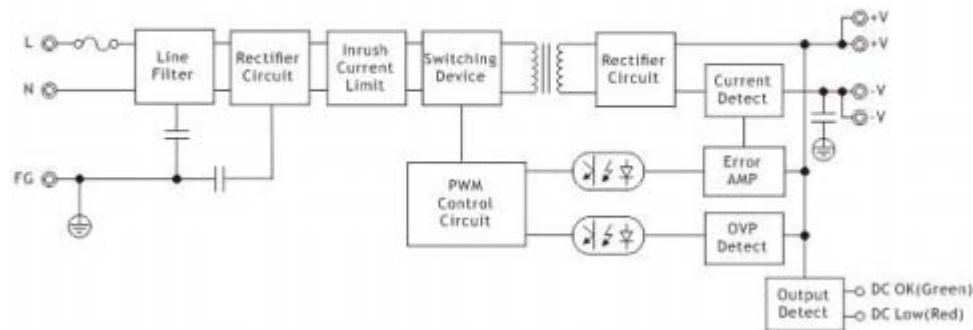 +V
L
+V
Line
Filter
Rectifier
Circuit
Inrush
Current
Limit
Switching
Device
Rectifier
Circuit
N
Current
Detect
-V
-V
FG
PWM
Control
Circuit
Error
AMP
OVP
Detect
Output
Detect
DC OK(Green)
DC Low(Red)